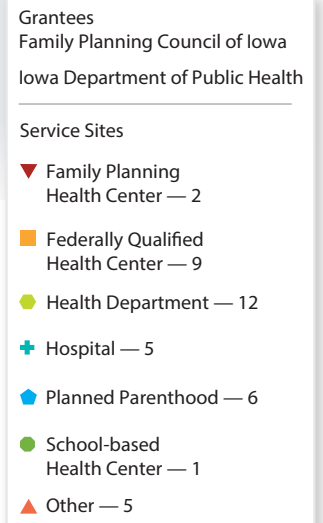 Grantees
Family Planning Council of Iowa
Iowa Department of Public Health
Service Sites
Family Planning
Health Center — 2
Federally Qualified
Health Center — 9
Health Department — 12
Hospital — 5
Planned Parenthood — 6
School-based
Health Center — 1
Other — 5